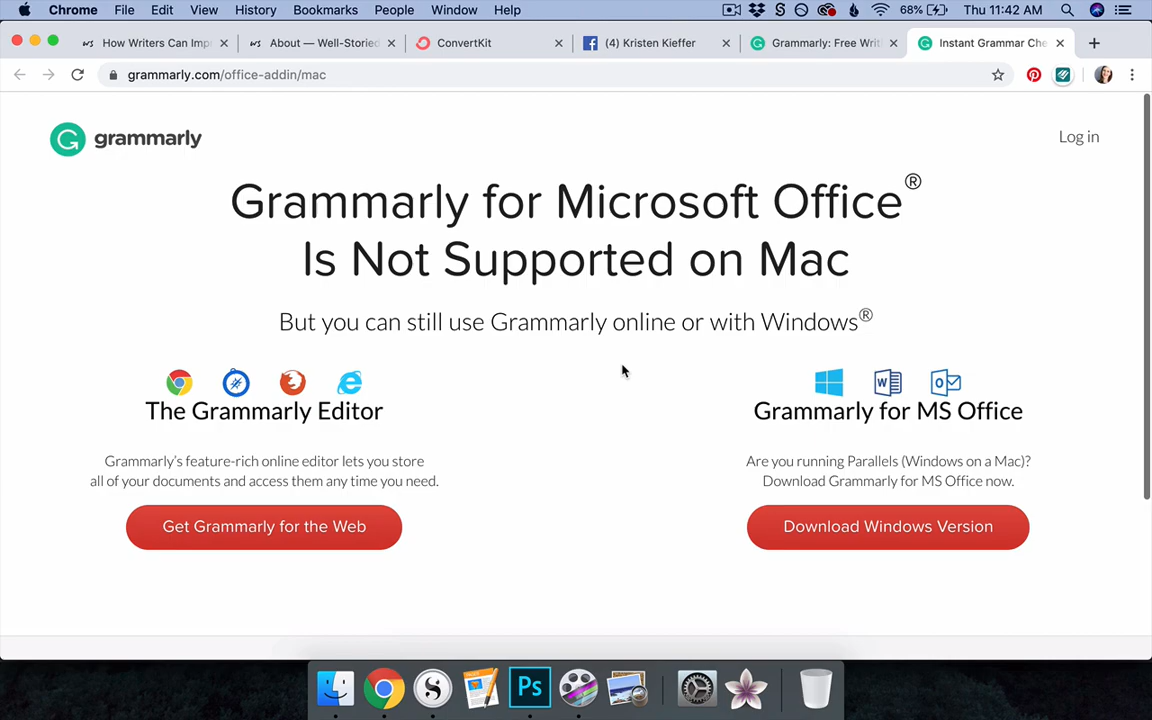 Chrome File Edit View History Bookmarks People Window Help 68% Thu 11:42 AM
How Writers Can Imp About — Well-Storied ConvertKit (4) Kristen Kieffer Grammarly: Free Writ Instant Grammar Che
grammarly.com/office-addin/mac
grammarly Log in
Grammarly for Microsoft Office®
Is Not Supported on Mac
But you can still use Grammarly online or with Windows®
The Grammarly Editor
Grammarly's feature-rich online editor lets you store
all of your documents and access them any time you need.
Get Grammarly for the Web
Grammarly for MS Office
Are you running Parallels (Windows on a Mac)?
Download Grammarly for MS Office now.
Download Windows Version
Ps